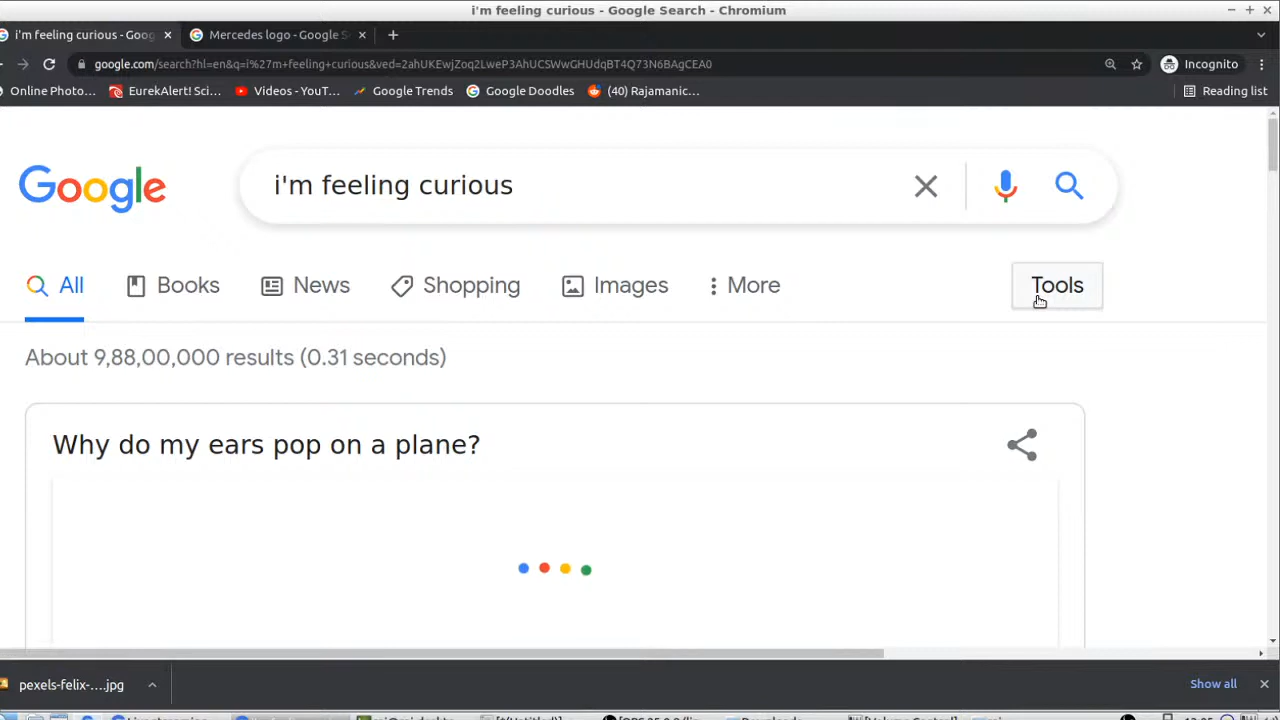 i'm feeling curious - Google Search - Chromium
i'm feeling curious - Goog
Mercedes logo - Google S
google.com/search?hl=en&q=i%27m+feeling+curious&ved=2ahUKEwjZoq2LweP3AhUCSWwGHUdqBT4Q73N6BAgCEA0
Incognito
Online Photo...
EurekAlert! Sci...
Videos - YouT...
Google Trends
Google Doodles
(40) Rajamanic...
Reading list
Google
i'm feeling curious
All
Books
News
Shopping
Images
More
Tools
About 9,88,00,000 results (0.31 seconds)
Why do my ears pop on a plane?
pexels-felix-....jpg
Show all